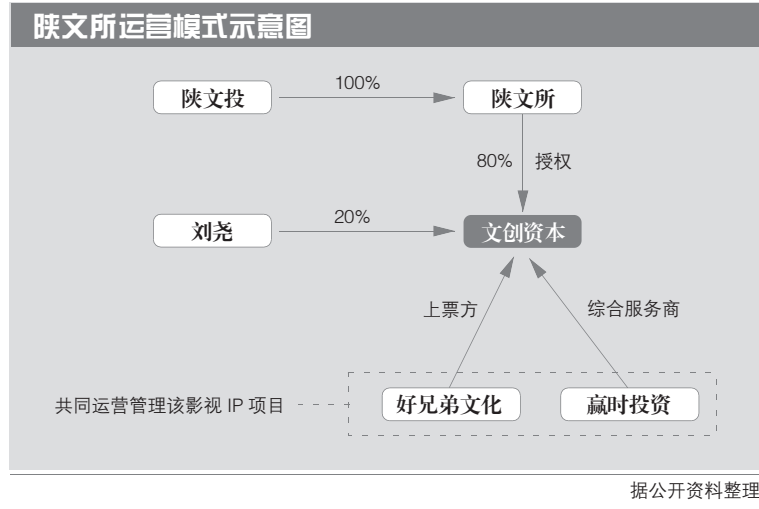 陕文所运营模式示意图
陕文投
100%
陕文所
80% 授权
刘尧
20%
文创资本
上票方
综合服务商
共同运营管理该影视 IP 项目
好兄弟文化
赢时投资
据公开资料整理